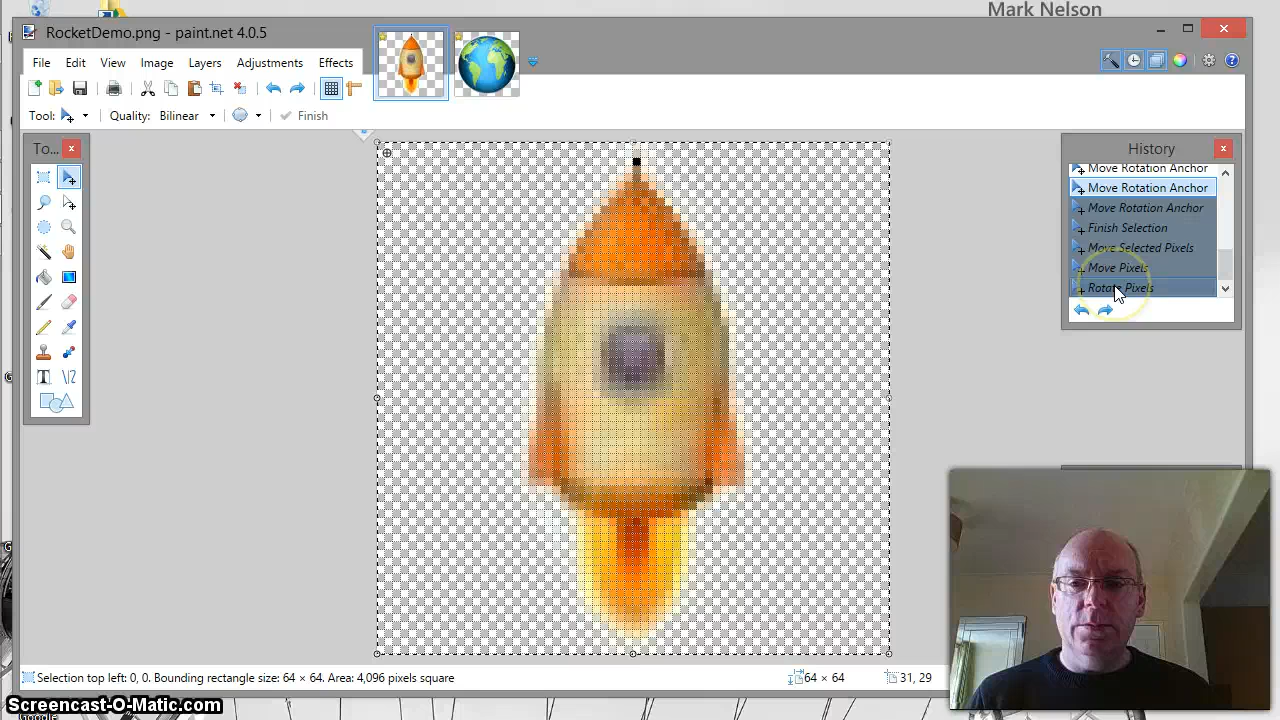 Mark Nelson
RocketDemo.png - paint.net 4.0.5
File Edit View Image Layers Adjustments Effects
Tool: Quality: Bilinear Finish
To...
History
Move Rotation Anchor
Move Rotation Anchor
Move Rotation Anchor
Finish Selection
Move Selected Pixels
Move Pixels
Rotate Pixels
Selection top left: 0, 0. Bounding rectangle size: 64 × 64. Area: 4,096 pixels square
64 × 64
31, 29
Screencast-O-Matic.com
Google